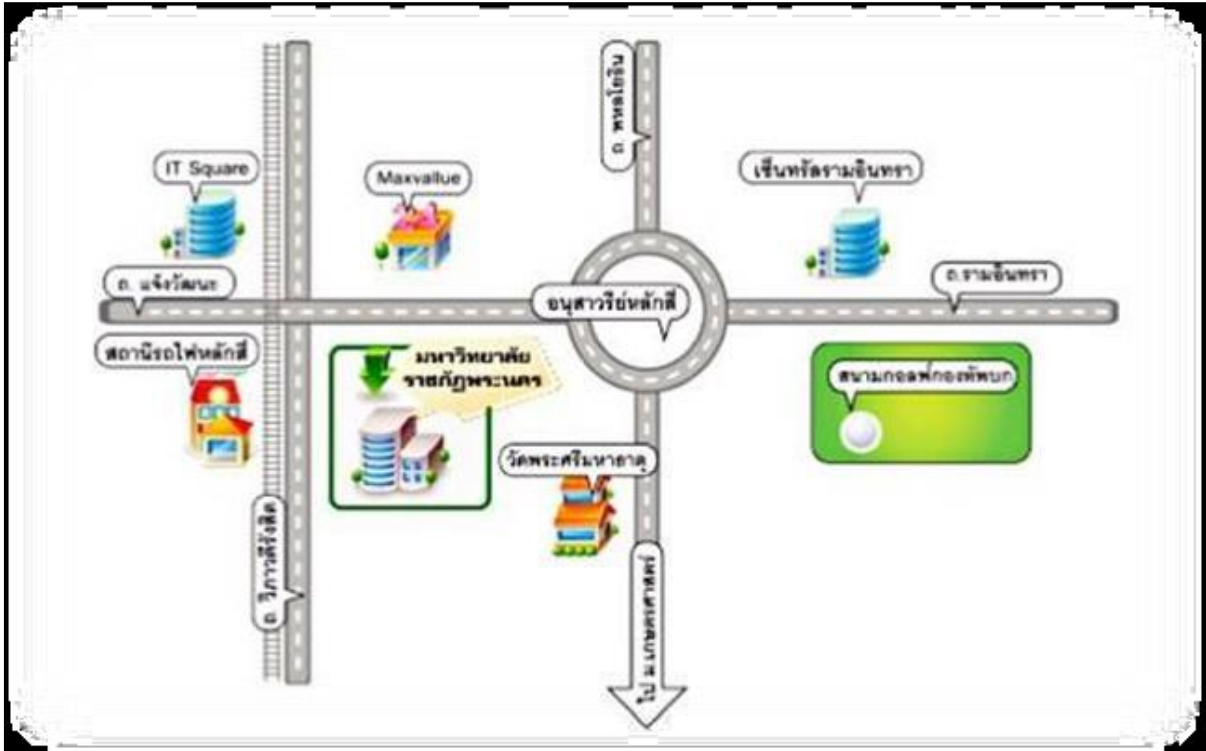 ถ. พหลโยธิน
IT Square
Maxvallue
เซ็นทรัลรามอินทรา
ถ. แจ้งวัฒนะ
อนุสาวรีย์หลักสี่
ถ.รามอินทรา
สถานีรถไฟหลักสี่
มหาวิทยาลัย
ราชภัฏพระนคร
สนามกอล์ฟกองทัพบก
วัดพระศรีมหาธาตุ
ถ. วิภาวดีรังสิต
ไป ม.เกษตรศาสตร์